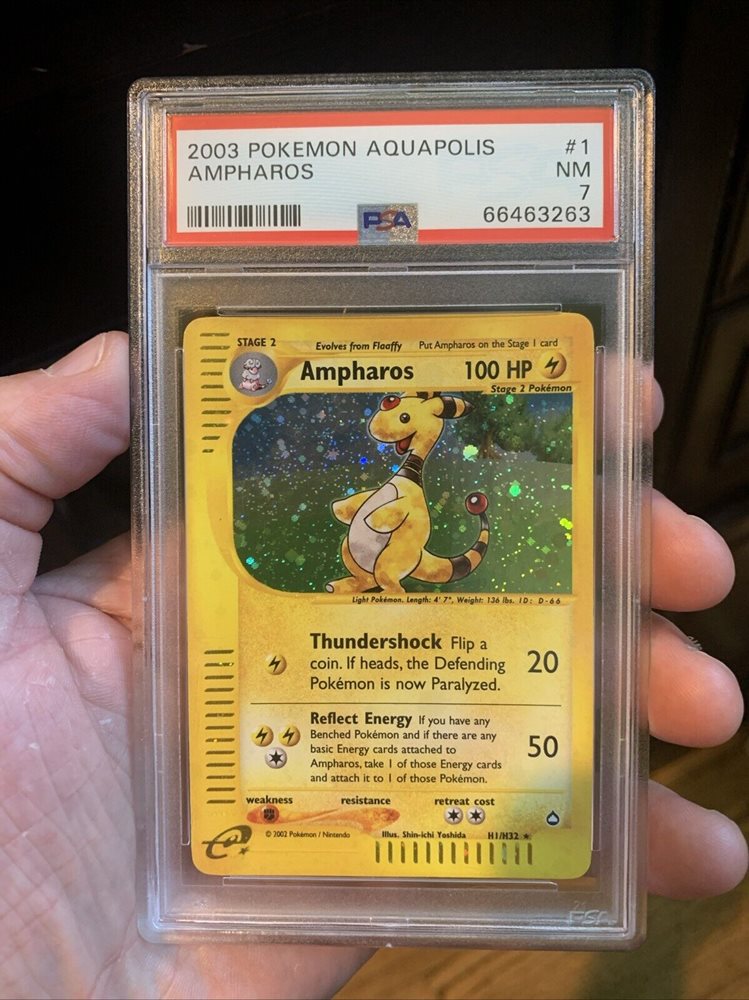 2003 POKEMON AQUAPOLIS #1
AMPHAROS NM
7
PSA 66463263
STAGE 2 Evolves from Flaaffy Put Ampharos on the Stage 1 card
Ampharos 100 HP
Stage 2 Pokémon
Light Pokémon. Length: 4' 7", Weight: 136 lbs. ID: D-66
Thundershock Flip a
coin. If heads, the Defending 20
Pokémon is now Paralyzed.
Reflect Energy If you have any
Benched Pokémon and if there are any
basic Energy cards attached to 50
Ampharos, take 1 of those Energy cards
and attach it to 1 of those Pokémon.
weakness resistance retreat cost
e
© 2002 Pokémon / Nintendo Illus. Shin-ichi Yoshida H1/H32 ★
PSA